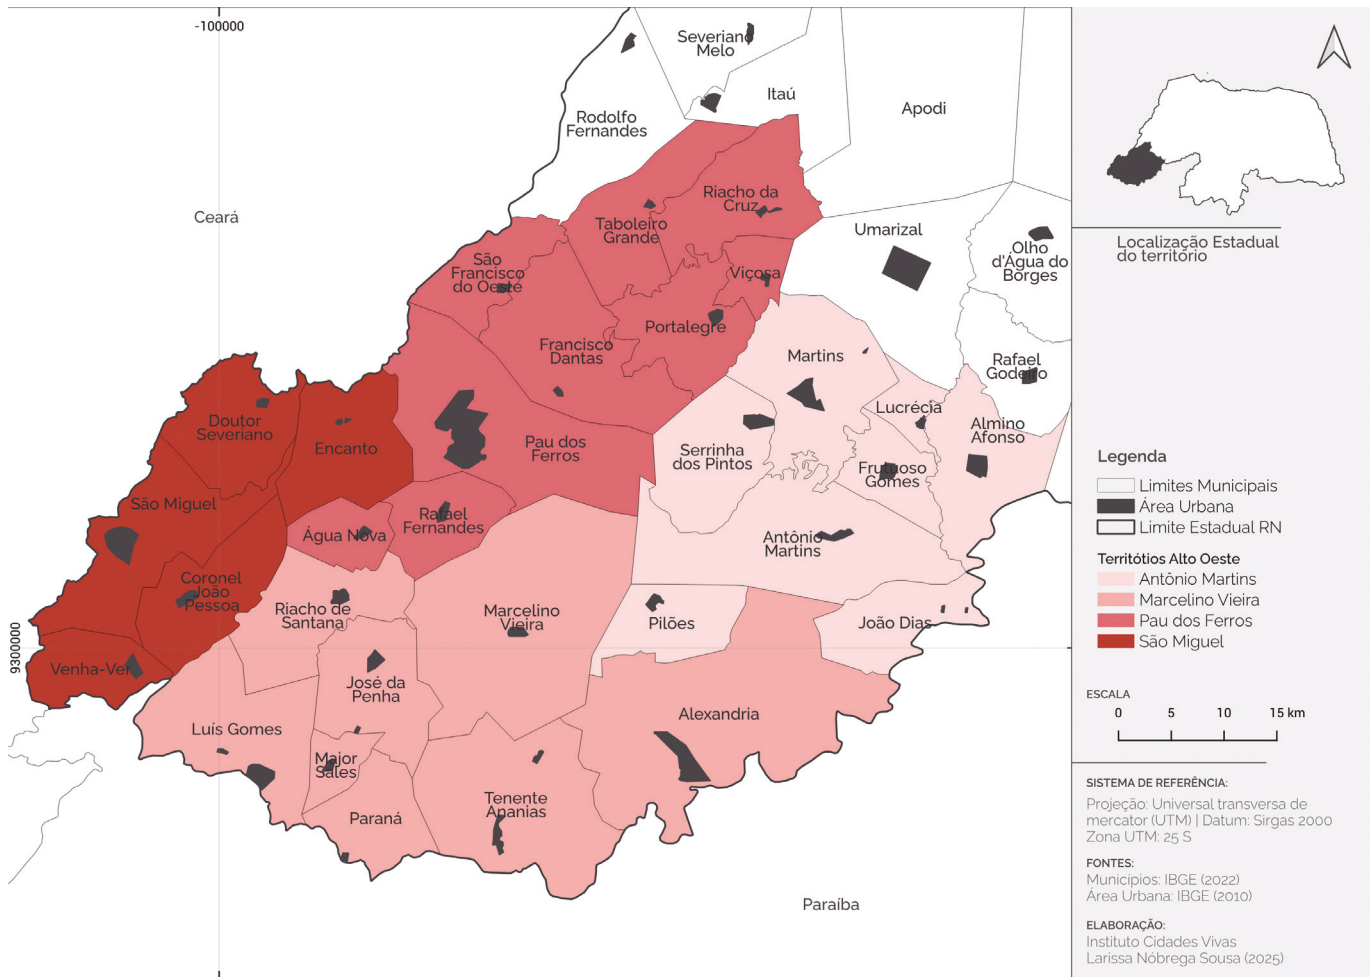 -100000
9300000
Severiano
Melo
Itaú
Apodi
Rodolfo
Fernandes
Ceará
Riacho da
Cruz
Taboleiro
Grande
Umarizal
Olho
d'Água do
Borges
São
Francisco
do Oeste
Viçosa
Portalegre
Francisco
Dantas
Martins
Rafael
Godeiro
Lucrécia
Almino
Afonso
Doutor
Severiano
Encanto
Pau dos
Ferros
Serrinha
dos Pintos
Frutuoso
Gomes
São Miguel
Rafael
Fernandes
Água Nova
Antônio
Martins
Coronel
João
Pessoa
Riacho de
Santana
Marcelino
Vieira
Pilões
João Dias
Venha-Ver
José da
Penha
Luís Gomes
Alexandria
Major
Sales
Tenente
Ananias
Paraná
Paraíba
Localização Estadual
do território
Legenda
Limites Municipais
Área Urbana
Limite Estadual RN
Territótios Alto Oeste
Antônio Martins
Marcelino Vieira
Pau dos Ferros
São Miguel
ESCALA
0 5 10 15 km
SISTEMA DE REFERÊNCIA:
Projeção: Universal transversa de
mercator (UTM) | Datum: Sirgas 2000
Zona UTM: 25 S
FONTES:
Municipios: IBGE (2022)
Área Urbana: IBGE (2010)
ELABORAÇÃO:
Instituto Cidades Vivas
Larissa Nóbrega Sousa (2025)